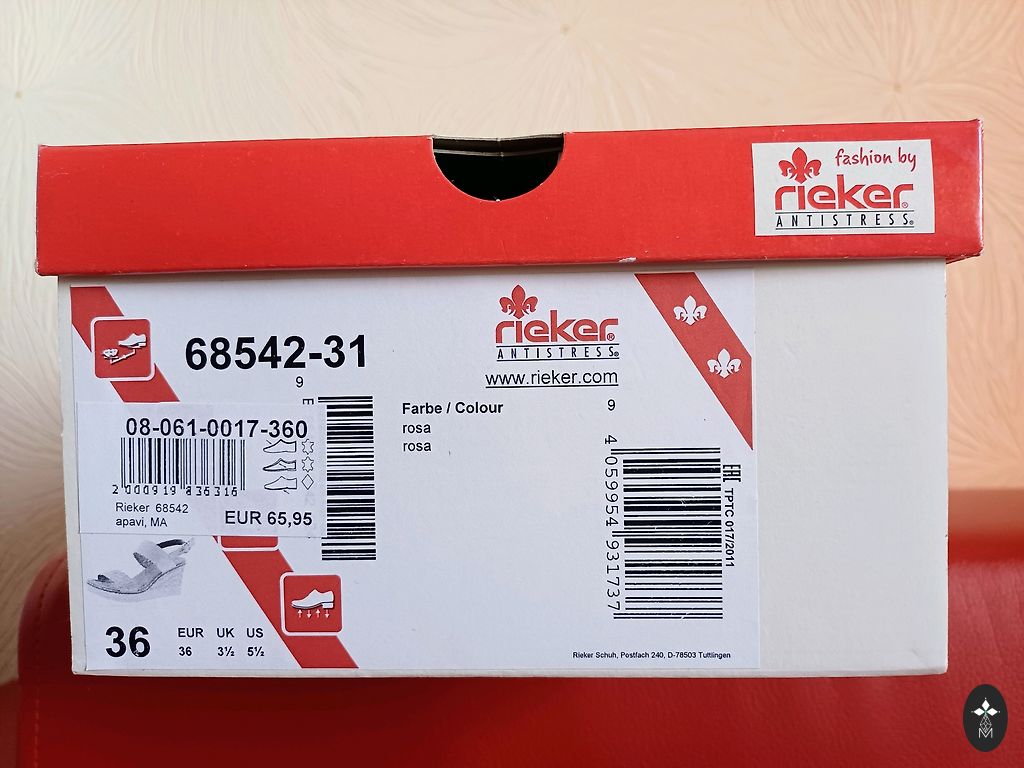 fashion by
rieker®
ANTISTRESS®
68542-31
9
E
rieker®
ANTISTRESS®
www.rieker.com
08-061-0017-360
2 000919 836316
Rieker 68542
apavi, MA
EUR 65,95
Farbe / Colour
rosa
rosa
9
4 059954 931737
EAC
TPTC 017/2011
36
EUR UK US
36 3½ 5½
Rieker Schuh, Postfach 240, D-78503 Tuttlingen
M